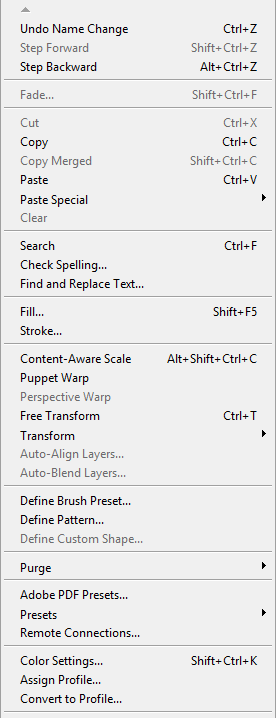 Undo Name Change Ctrl+Z
Step Forward Shift+Ctrl+Z
Step Backward Alt+Ctrl+Z
Fade... Shift+Ctrl+F
Cut Ctrl+X
Copy Ctrl+C
Copy Merged Shift+Ctrl+C
Paste Ctrl+V
Paste Special
Clear
Search Ctrl+F
Check Spelling...
Find and Replace Text...
Fill... Shift+F5
Stroke...
Content-Aware Scale Alt+Shift+Ctrl+C
Puppet Warp
Perspective Warp
Free Transform Ctrl+T
Transform
Auto-Align Layers...
Auto-Blend Layers...
Define Brush Preset...
Define Pattern...
Define Custom Shape...
Purge
Adobe PDF Presets...
Presets
Remote Connections...
Color Settings... Shift+Ctrl+K
Assign Profile...
Convert to Profile...